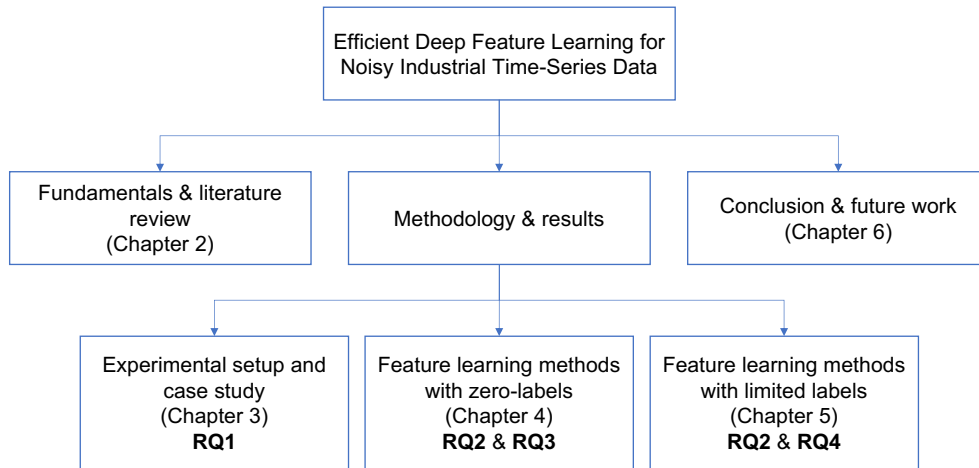 Efficient Deep Feature Learning for
Noisy Industrial Time-Series Data
Fundamentals & literature
review
(Chapter 2)
Methodology & results
Conclusion & future work
(Chapter 6)
Experimental setup and
case study
(Chapter 3)
RQ1
Feature learning methods
with zero-labels
(Chapter 4)
RQ2 & RQ3
Feature learning methods
with limited labels
(Chapter 5)
RQ2 & RQ4